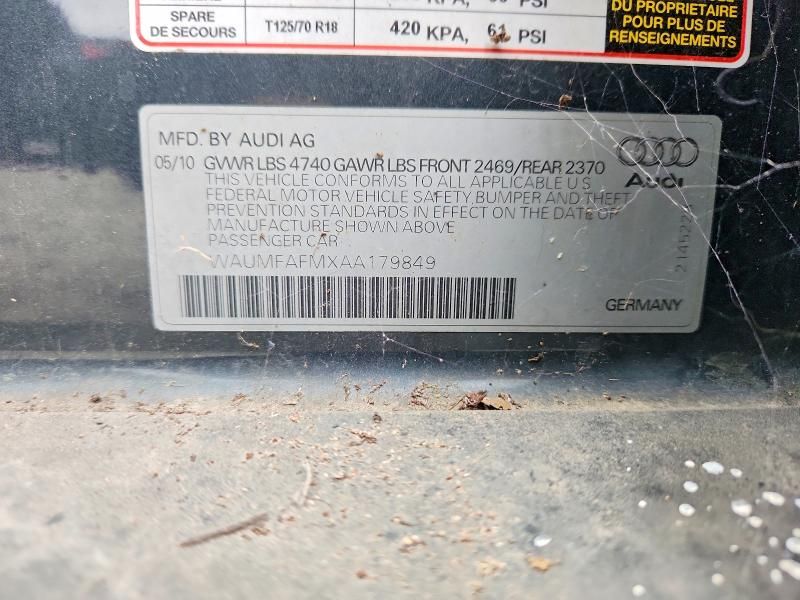 PSI
SPARE
DE SECOURS T125/70 R18 420 KPA, 61 PSI
DU PROPRIÉTAIRE
POUR PLUS DE
RENSEIGNEMENTS
MFD. BY AUDI AG
05/10 GVWR LBS 4740 GAWR LBS FRONT 2469/REAR 2370
THIS VEHICLE CONFORMS TO ALL APPLICABLE U S
FEDERAL MOTOR VEHICLE SAFETY, BUMPER AND THEFT
PREVENTION STANDARDS IN EFFECT ON THE DATE OF
MANUFACTURE SHOWN ABOVE
PASSENGER CAR
WAUMFAFMXAA179849
Audi
GERMANY